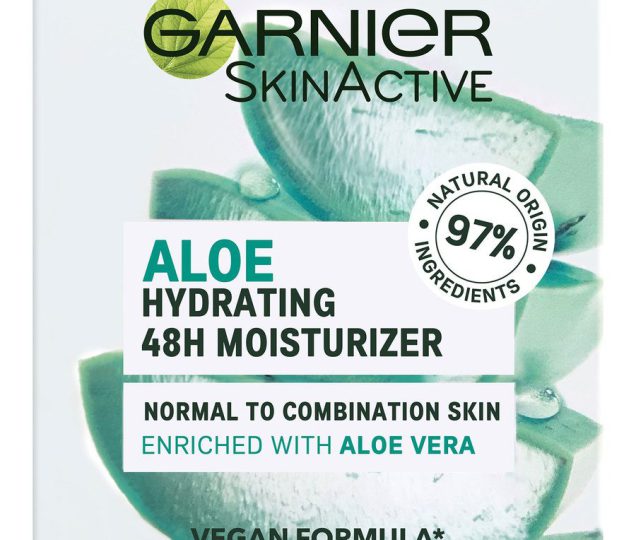 GARNIER
SKINACTIVE
NATURAL ORIGIN
97%
INGREDIENTS
ALOE
HYDRATING
48H MOISTURIZER
NORMAL TO COMBINATION SKIN
ENRICHED WITH ALOE VERA
VEGAN FORMULA*